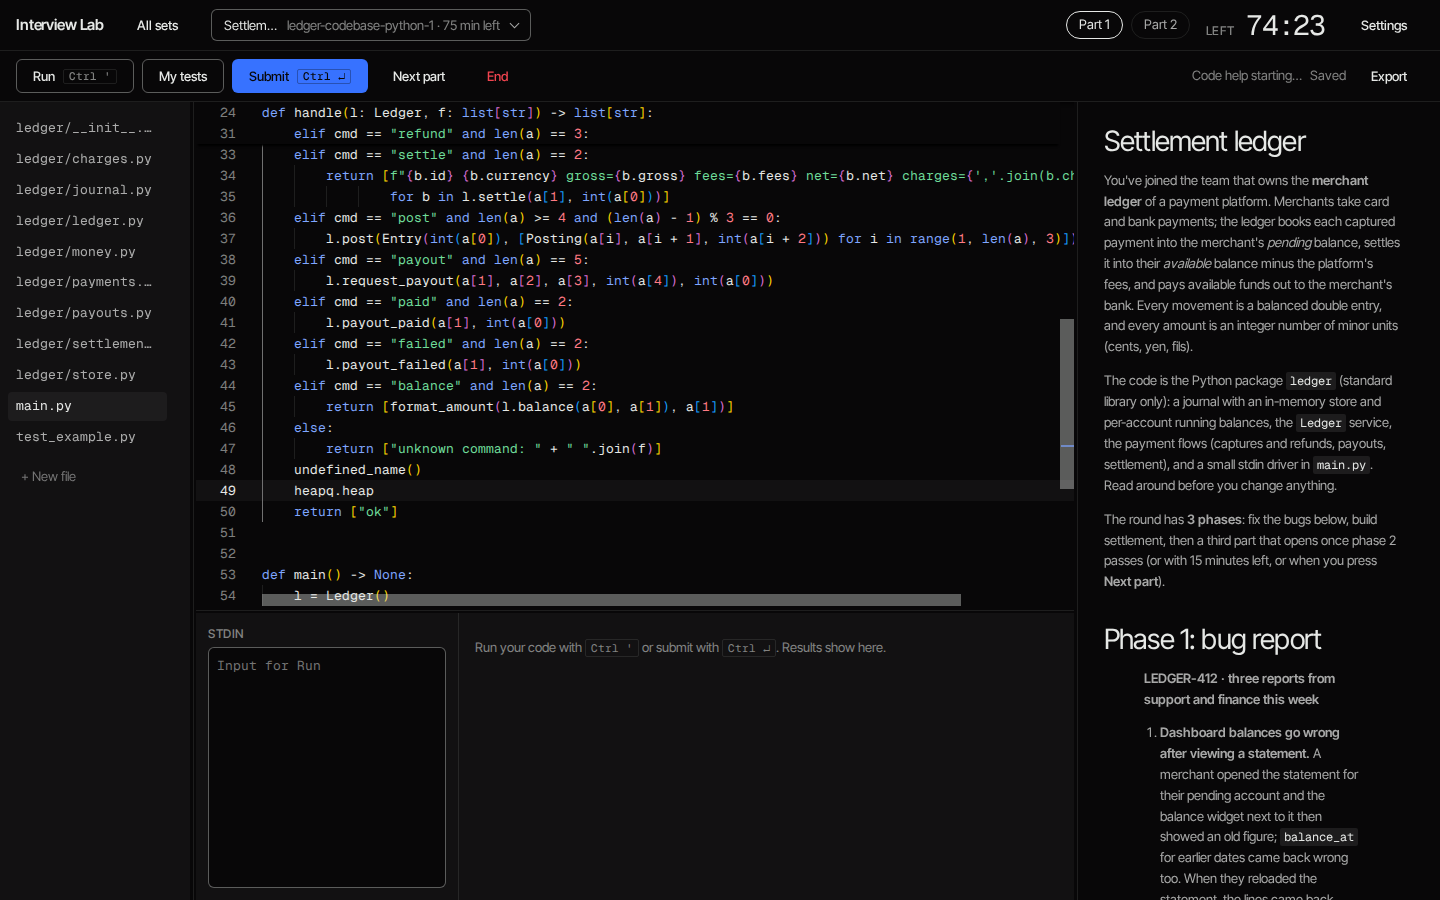 Interview Lab
All sets
Settlem... ledger-codebase-python-1 · 75 min left
Part 1
Part 2
LEFT 74:23
Settings
Run Ctrl '
My tests
Submit Ctrl ↵
Next part
End
Code help starting... Saved
Export
ledger/__init__....
ledger/charges.py
ledger/journal.py
ledger/ledger.py
ledger/money.py
ledger/payments....
ledger/payouts.py
ledger/settlemen...
ledger/store.py
main.py
test_example.py
+ New file
24 def handle(l: Ledger, f: list[str]) -> list[str]:
31 elif cmd == "refund" and len(a) == 3:
33 elif cmd == "settle" and len(a) == 2:
34 return [f"{b.id} {b.currency} gross={b.gross} fees={b.fees} net={b.net} charges={','.join(b.ch
35 for b in l.settle(a[1], int(a[0]))]
36 elif cmd == "post" and len(a) >= 4 and (len(a) - 1) % 3 == 0:
37 l.post(Entry(int(a[0]), [Posting(a[i], a[i + 1], int(a[i + 2])) for i in range(1, len(a), 3)])
38 elif cmd == "payout" and len(a) == 5:
39 l.request_payout(a[1], a[2], a[3], int(a[4]), int(a[0]))
40 elif cmd == "paid" and len(a) == 2:
41 l.payout_paid(a[1], int(a[0]))
42 elif cmd == "failed" and len(a) == 2:
43 l.payout_failed(a[1], int(a[0]))
44 elif cmd == "balance" and len(a) == 2:
45 return [format_amount(l.balance(a[0], a[1]), a[1])]
46 else:
47 return ["unknown command: " + " ".join(f)]
48 undefined_name()
49 heapq.heap
50 return ["ok"]
51
52
53 def main() -> None:
54 l = Ledger()
STDIN
Input for Run
Run your code with Ctrl ' or submit with Ctrl ↵. Results show here.
Settlement ledger
You've joined the team that owns the merchant
ledger of a payment platform. Merchants take card
and bank payments; the ledger books each captured
payment into the merchant's pending balance, settles
it into their available balance minus the platform's
fees, and pays available funds out to the merchant's
bank. Every movement is a balanced double entry,
and every amount is an integer number of minor units
(cents, yen, fils).
The code is the Python package ledger (standard
library only): a journal with an in-memory store and
per-account running balances, the Ledger service,
the payment flows (captures and refunds, payouts,
settlement), and a small stdin driver in main.py.
Read around before you change anything.
The round has 3 phases: fix the bugs below, build
settlement, then a third part that opens once phase 2
passes (or with 15 minutes left, or when you press
Next part).
Phase 1: bug report
LEDGER-412 · three reports from
support and finance this week
1. Dashboard balances go wrong
after viewing a statement. A
merchant opened the statement for
their pending account and the
balance widget next to it then
showed an old figure; balance_at
for earlier dates came back wrong
too. When they reloaded the
statement, the lines came back